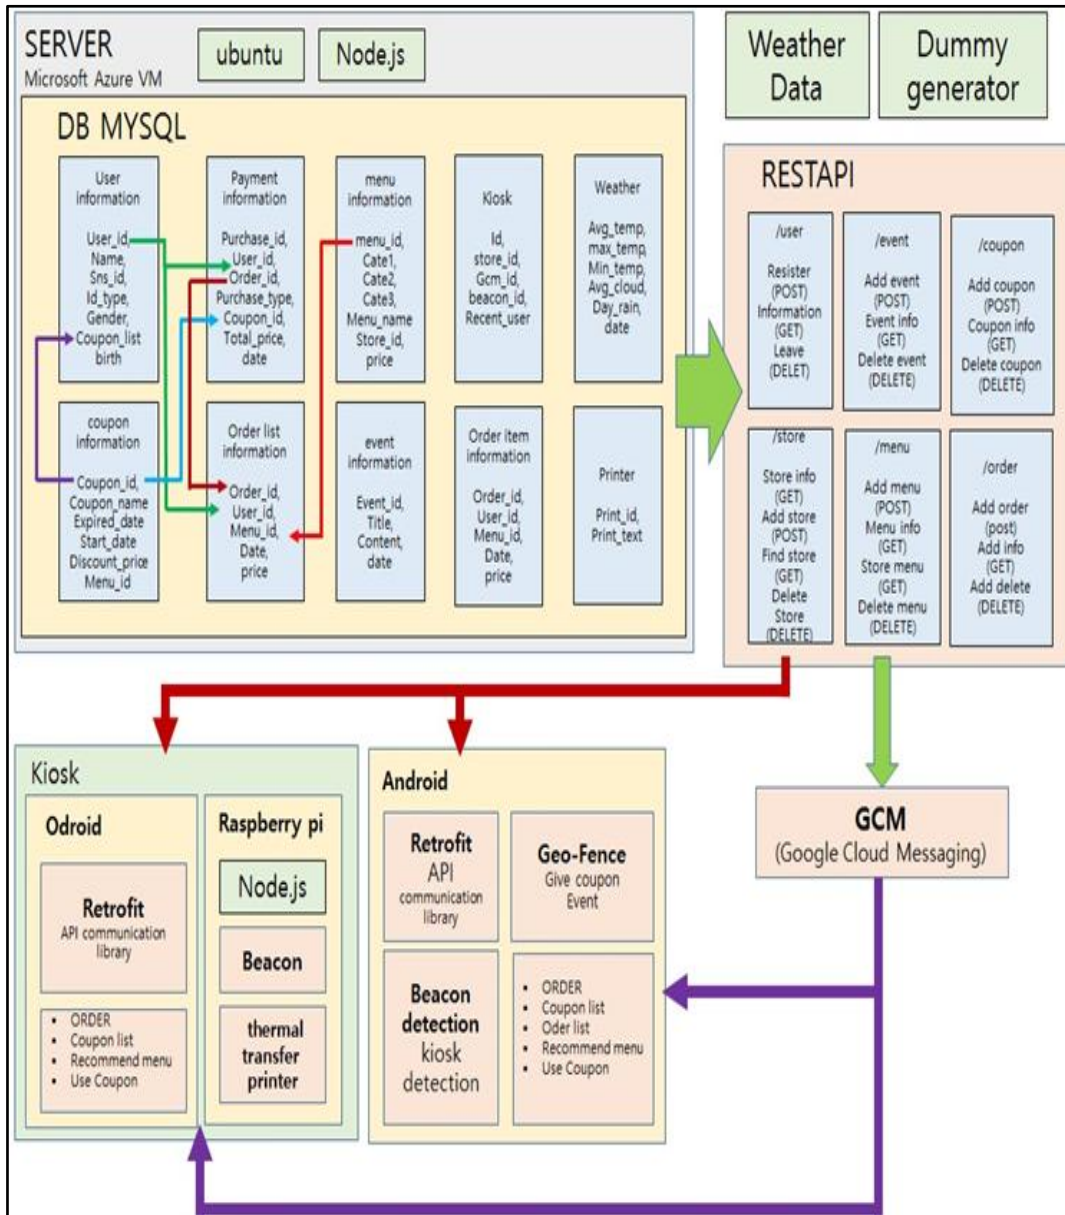 SERVER
Microsoft Azure VM
ubuntu
Node.js
Weather
Data
Dummy
generator
DB MYSQL
User
information
User_id,
Name,
Sns_id,
Id_type,
Gender,
Coupon_list
birth
Payment
information
Purchase_id,
User_id,
Order_id,
Purchase_type,
Coupon_id,
Total_price,
date
menu
information
menu_id,
Cate1,
Cate2,
Cate3,
Menu_name
Store_id,
price
Kiosk
Id,
store_id,
Gcm_id,
beacon_id,
Recent_user
Weather
Avg_temp,
max_temp,
Min_temp,
Avg_cloud,
Day_rain,
date
coupon
information
Coupon_id,
Coupon_name
Expired_date
Start_date
Discount_price
Menu_id
Order list
information
Order_id,
User_id,
Menu_id,
Date,
price
event
information
Event_id,
Title,
Content,
date
Order item
information
Order_id,
User_id,
Menu_id,
Date,
price
Printer
Print_id,
Print_text
RESTAPI
/user
Resister
(POST)
Information
(GET)
Leave
(DELET)
/event
Add event
(POST)
Event info
(GET)
Delete event
(DELETE)
/coupon
Add coupon
(POST)
Coupon info
(GET)
Delete coupon
(DELETE)
/store
Store info
(GET)
Add store
(POST)
Find store
(GET)
Delete
Store
(DELETE)
/menu
Add menu
(POST)
Menu info
(GET)
Store menu
(GET)
Delete menu
(DELETE)
/order
Add order
(post)
Add info
(GET)
Add delete
(DELETE)
Kiosk
Odroid
Retrofit
API communication
library
• ORDER
• Coupon list
• Recommend menu
• Use Coupon
Raspberry pi
Node.js
Beacon
thermal
transfer
printer
Android
Retrofit
API
communication
library
Geo-Fence
Give coupon
Event
Beacon
detection
kiosk
detection
• ORDER
• Coupon list
• Oder list
• Recommend menu
• Use Coupon
GCM
(Google Cloud Messaging)